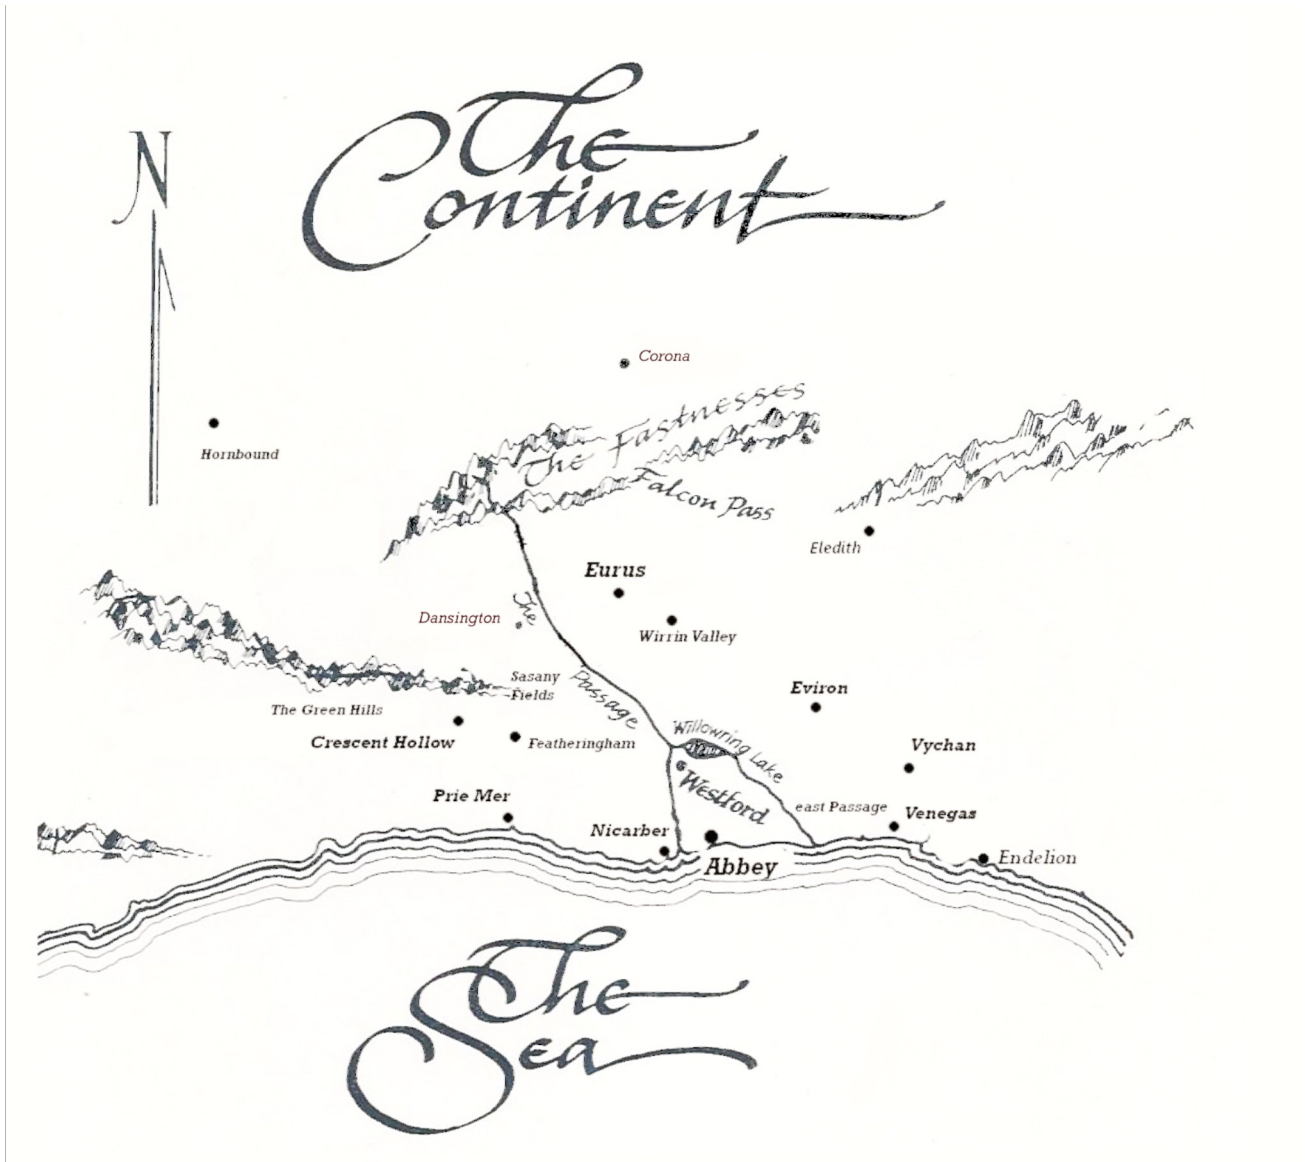 The
Continent
N
Corona
The Fastnesses
Hornbound
Falcon Pass
Eledith
Eurus
Dansington
The
Wirrin Valley
Sasany
Fields
Passage
Eviron
The Green Hills
Crescent Hollow
Featheringham
Willowring Lake
Vychan
Westford
Prie Mer
east Passage
Venegas
Nicarber
Abbey
Endelion
The
Sea